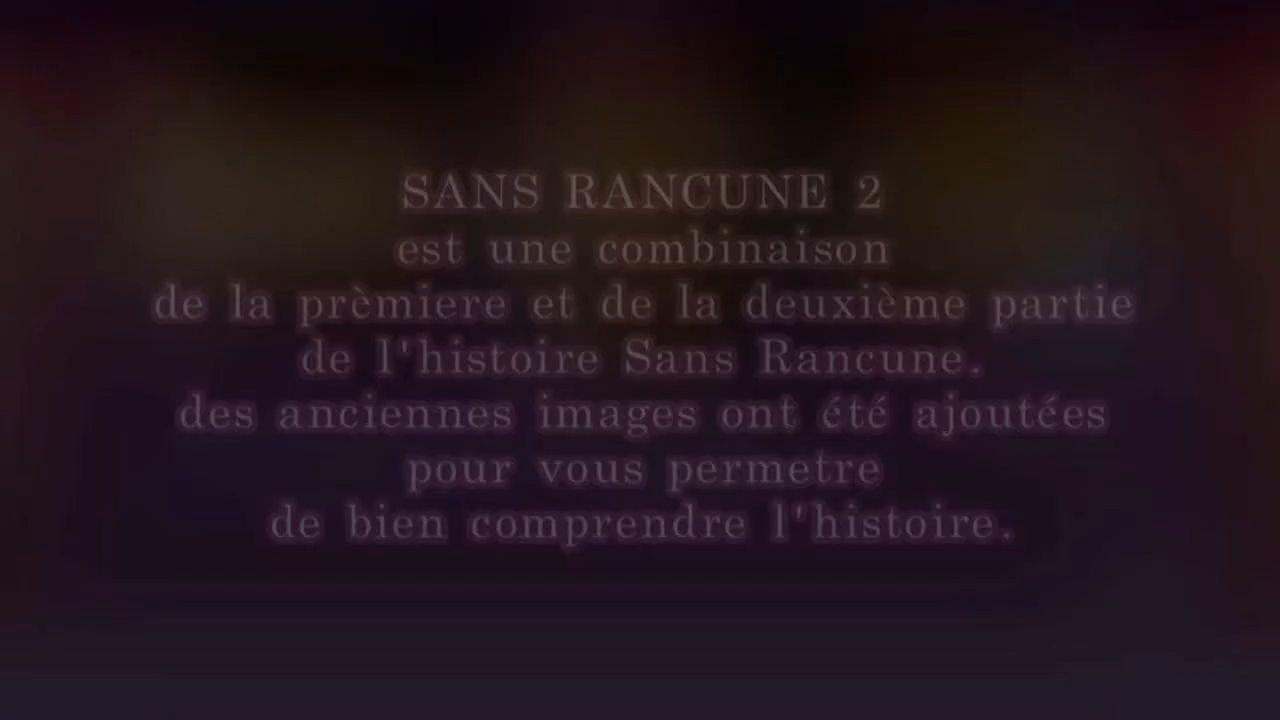 SANS RANCUNE 2
est une combinaison
de la prèmiere et de la deuxième partie
de l'histoire Sans Rancune.
des anciennes images ont été ajoutées
pour vous permetre
de bien comprendre l'histoire.